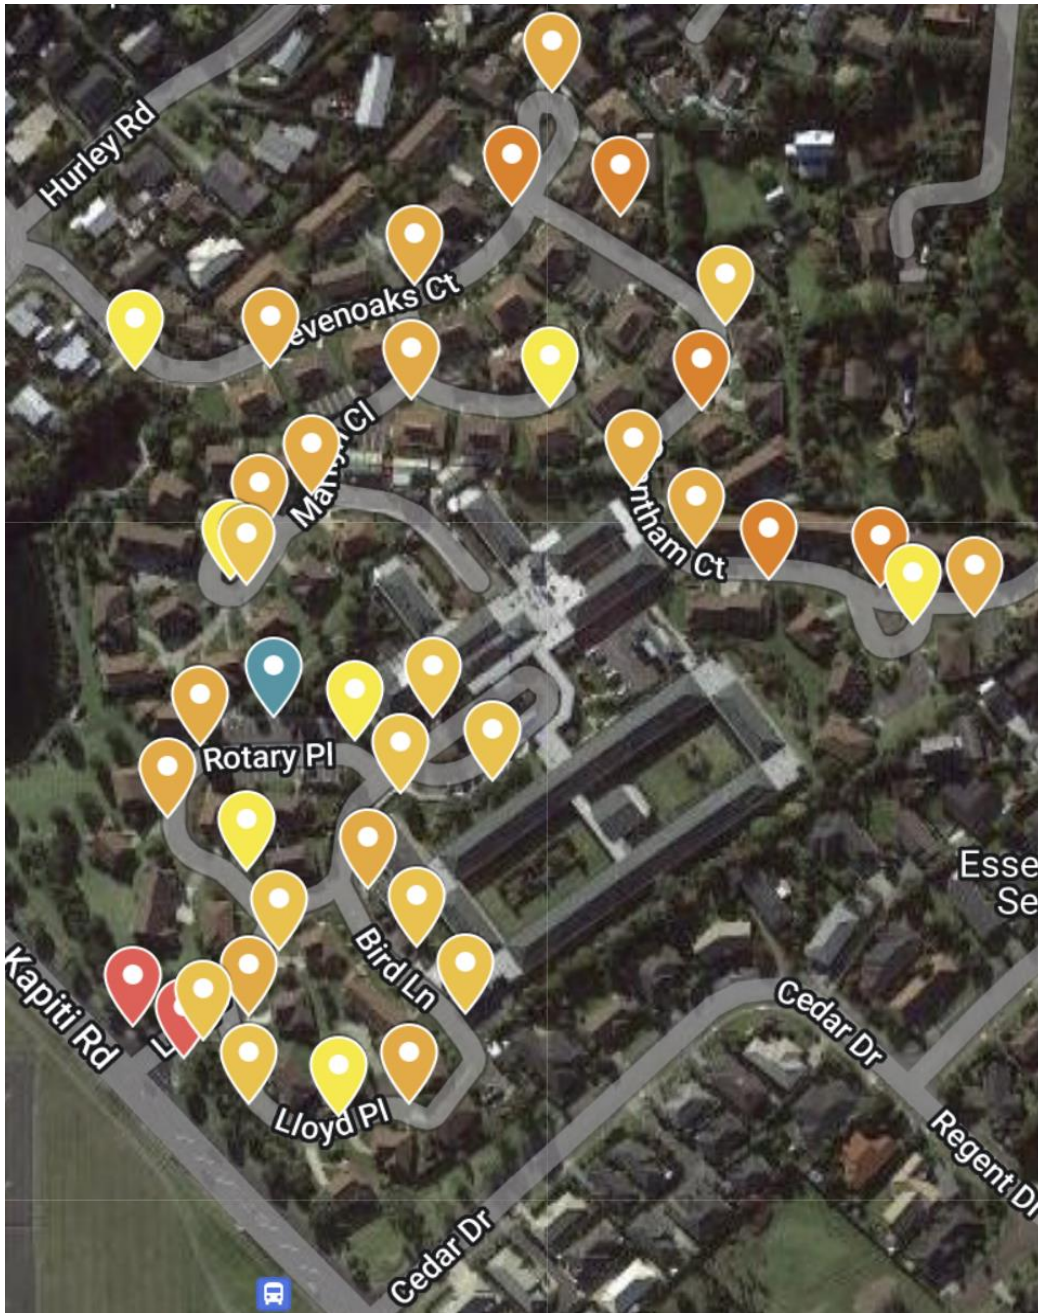 Hurley Rd
evenoaks Ct
Cl
ntham Ct
Rotary Pl
Esse
Se
Bird Ln
Kapiti Rd
Cedar Dr
Lloyd Pl
Regent Dr
Cedar Dr